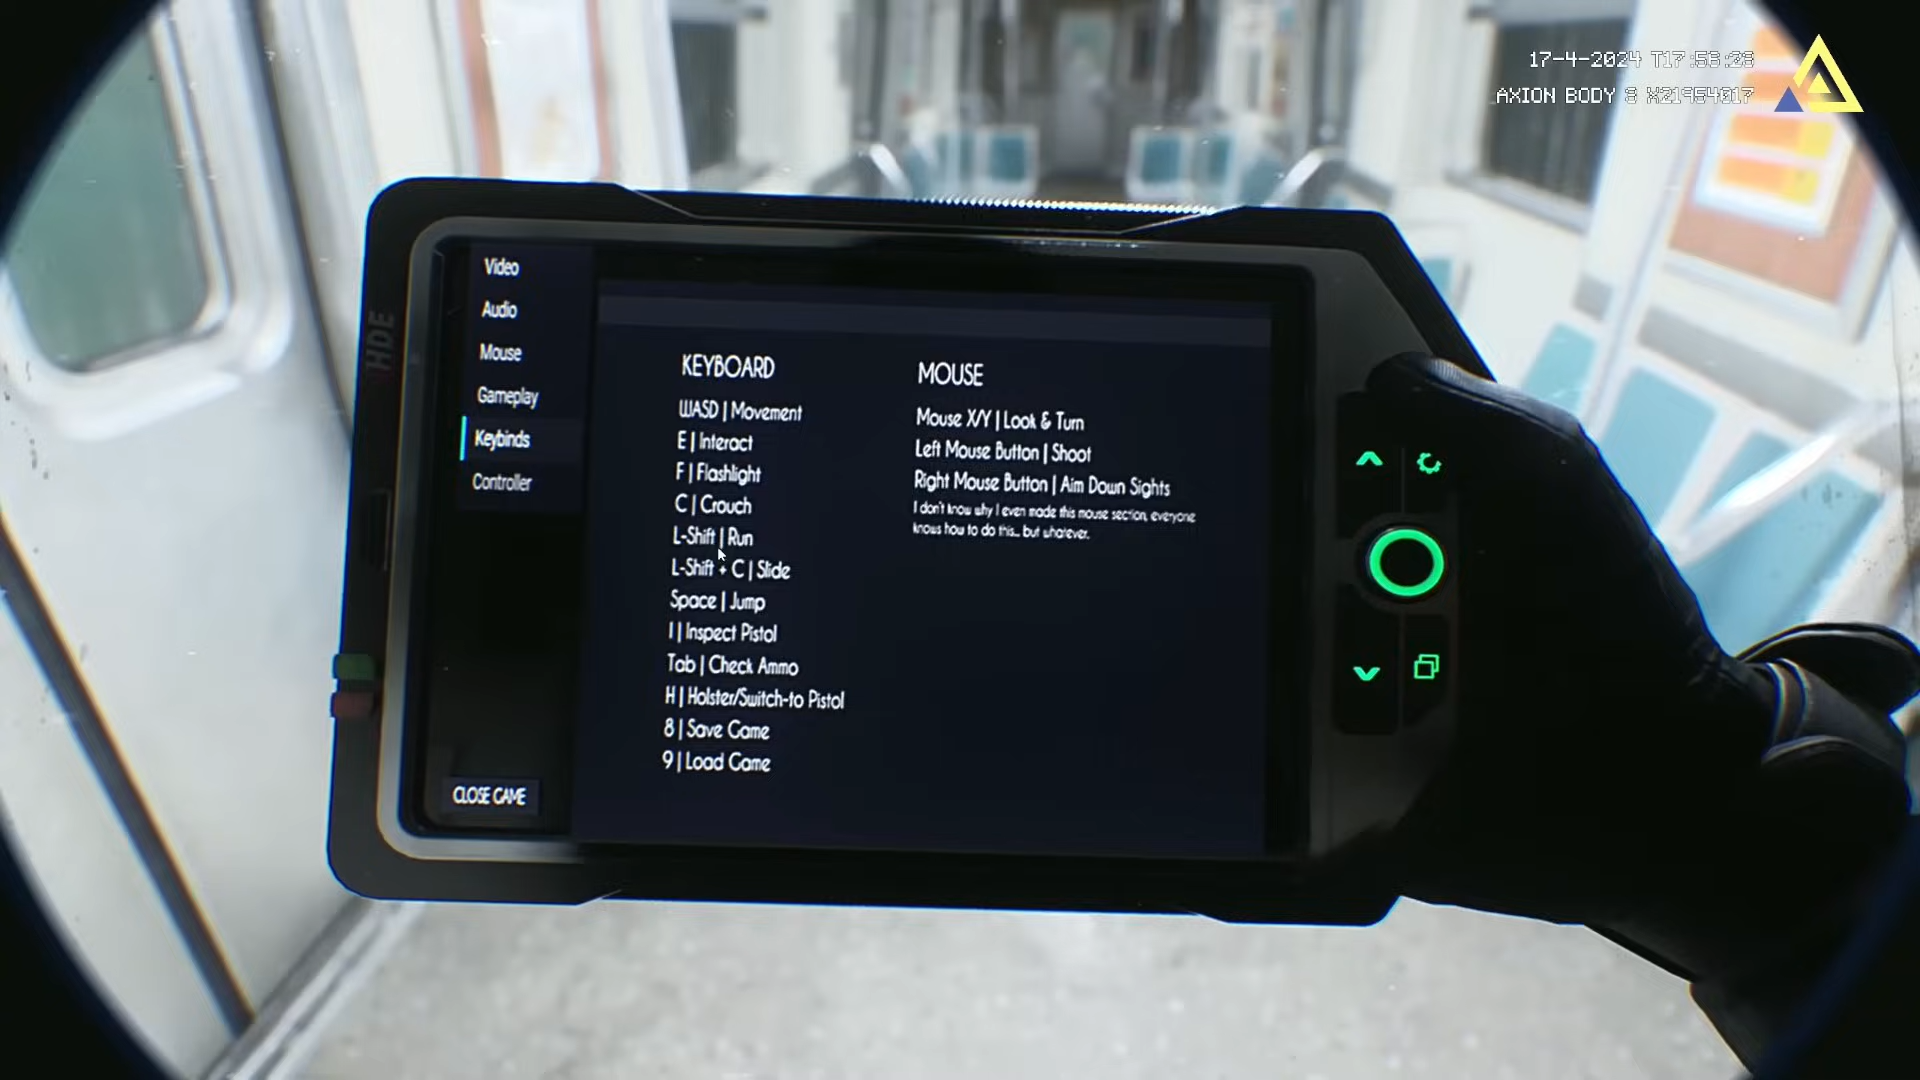 17-4-2024 T17:58:28
AXION BODY 8 X21954017
HDE
Video
Audio
Mouse
Gameplay
Keybinds
Controller
CLOSE GAME
KEYBOARD
WASD | Movement
E | Interact
F | Flashlight
C | Crouch
L-Shift | Run
L-Shift + C | Slide
Space | Jump
I | Inspect Pistol
Tab | Check Ammo
H | Holster/Switch-to Pistol
8 | Save Game
9 | Load Game
MOUSE
Mouse X/Y | Look & Turn
Left Mouse Button | Shoot
Right Mouse Button | Aim Down Sights
I don't know why I even made this mouse section, everyone
knows how to do this... but whatever.